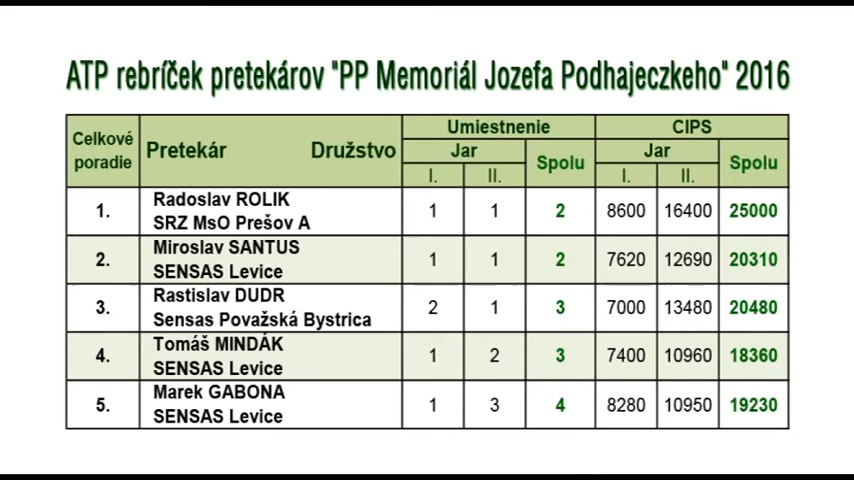 ATP rebríček pretekárov "PP Memoriál Jozefa Podhajeczkeho" 2016
Celkové poradie Pretekár Družstvo Umiestnenie CIPS
Jar Spolu Jar Spolu
I. II. I. II.
1. Radoslav ROLIK 1 1 2 8600 16400 25000
SRZ MsO Prešov A
2. Miroslav SANTUS 1 1 2 7620 12690 20310
SENSAS Levice
3. Rastislav DUDR 2 1 3 7000 13480 20480
Sensas Považská Bystrica
4. Tomáš MINDÁK 1 2 3 7400 10960 18360
SENSAS Levice
5. Marek GABONA 1 3 4 8280 10950 19230
SENSAS Levice